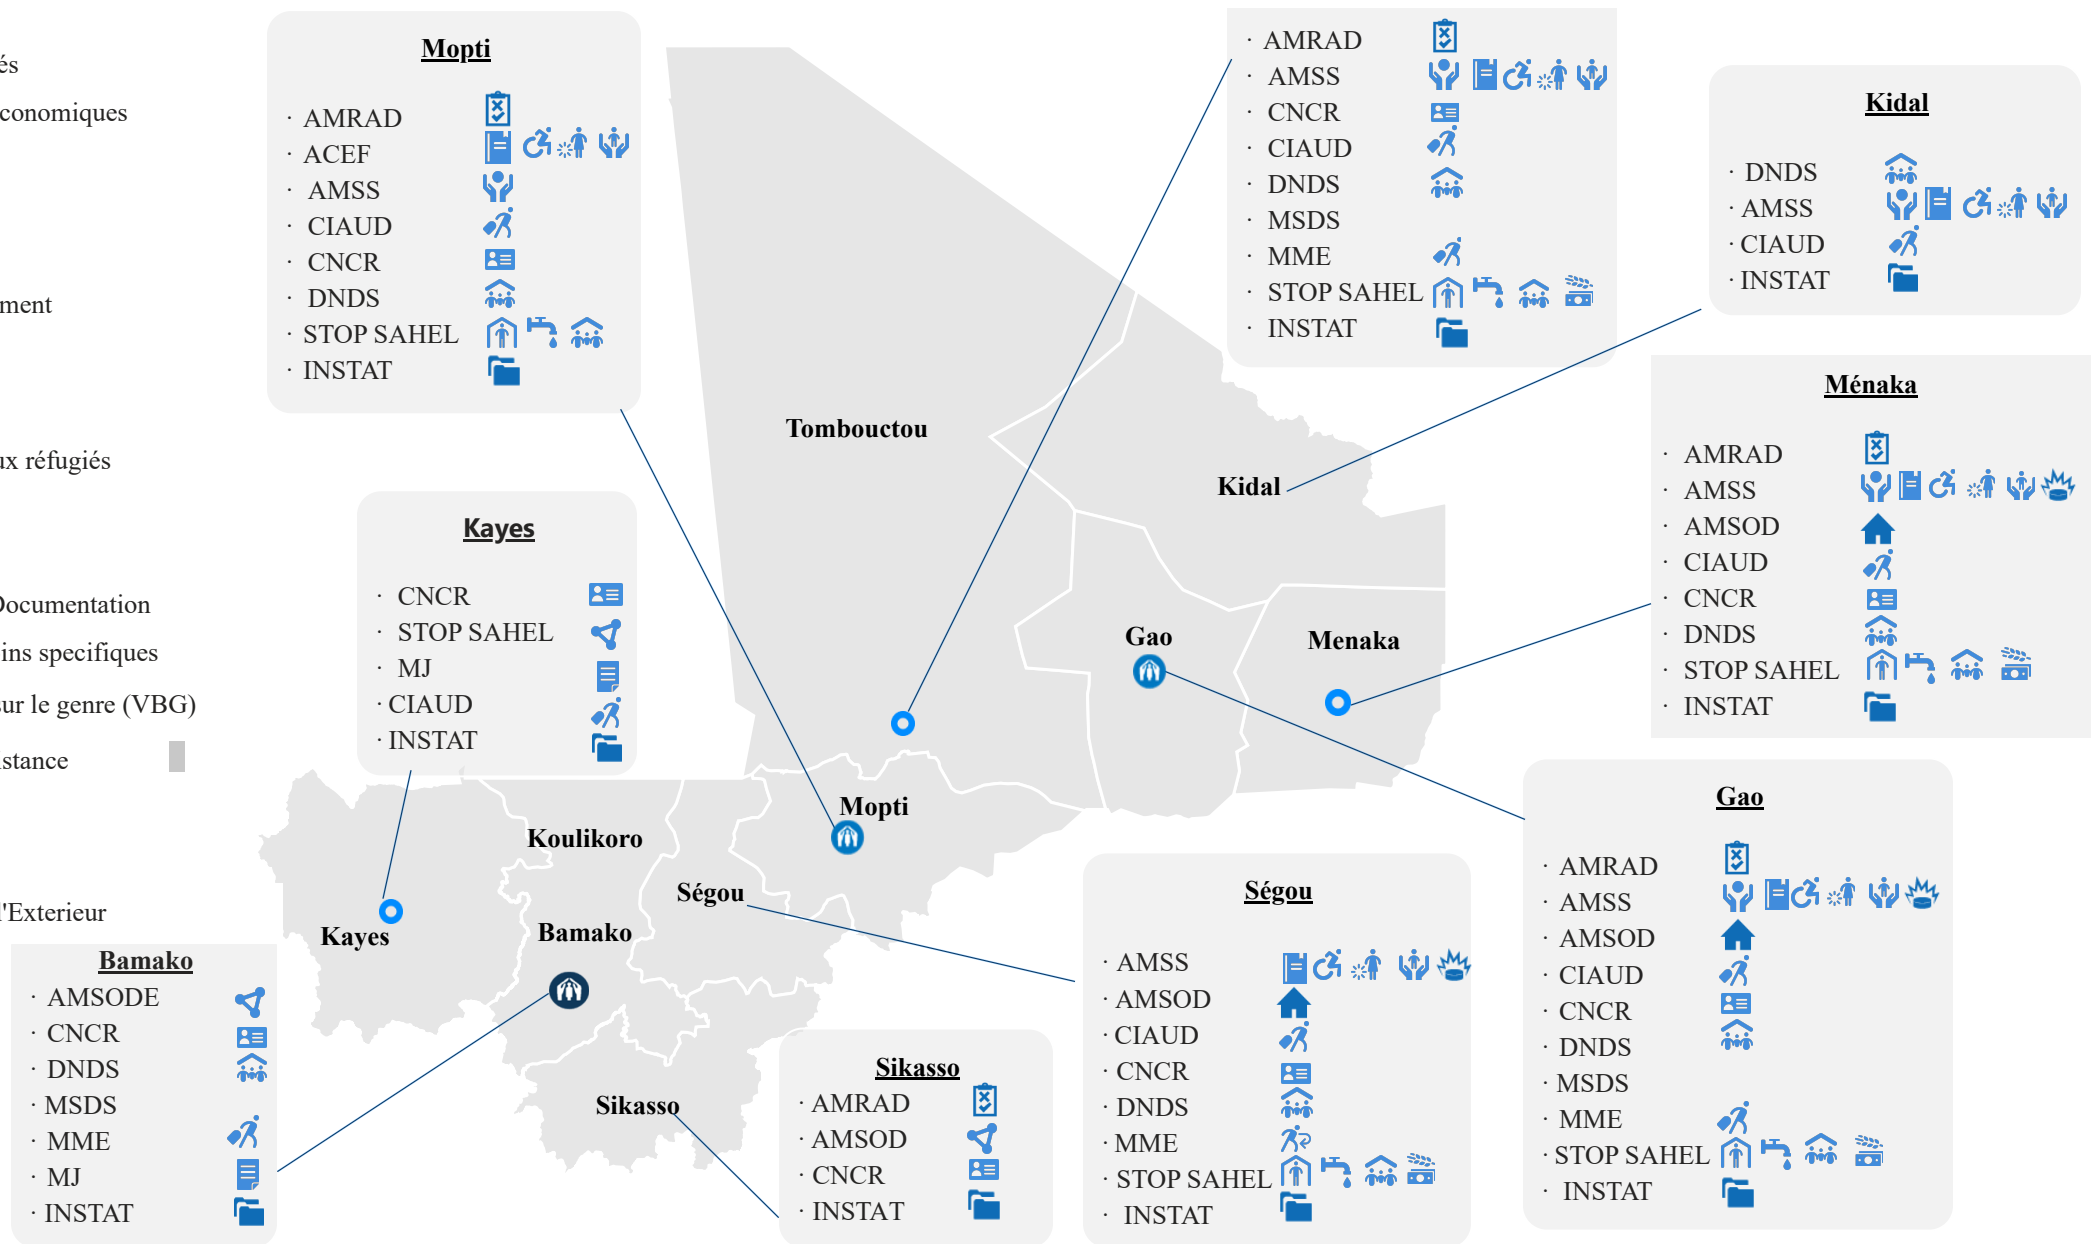 és
conomiques
ment
ux réfugiés
Documentation
ins specifiques
sur le genre (VBG)
istance
l'Exterieur
Mopti
· AMRAD
· ACEF
· AMSS
· CIAUD
· CNCR
· DNDS
· STOP SAHEL
· INSTAT
· AMRAD
· AMSS
· CNCR
· CIAUD
· DNDS
· MSDS
· MME
· STOP SAHEL
· INSTAT
Kidal
· DNDS
· AMSS
· CIAUD
· INSTAT
Ménaka
· AMRAD
· AMSS
· AMSOD
· CIAUD
· CNCR
· DNDS
· STOP SAHEL
· INSTAT
Kayes
· CNCR
· STOP SAHEL
· MJ
· CIAUD
· INSTAT
Tombouctou
Kidal
Gao
Menaka
Mopti
Koulikoro
Ségou
Kayes
Bamako
Sikasso
Bamako
· AMSODE
· CNCR
· DNDS
· MSDS
· MME
· MJ
· INSTAT
Sikasso
· AMRAD
· AMSOD
· CNCR
· INSTAT
Ségou
· AMSS
· AMSOD
· CIAUD
· CNCR
· DNDS
· MME
· STOP SAHEL
· INSTAT
Gao
· AMRAD
· AMSS
· AMSOD
· CIAUD
· CNCR
· DNDS
· MSDS
· MME
· STOP SAHEL
· INSTAT